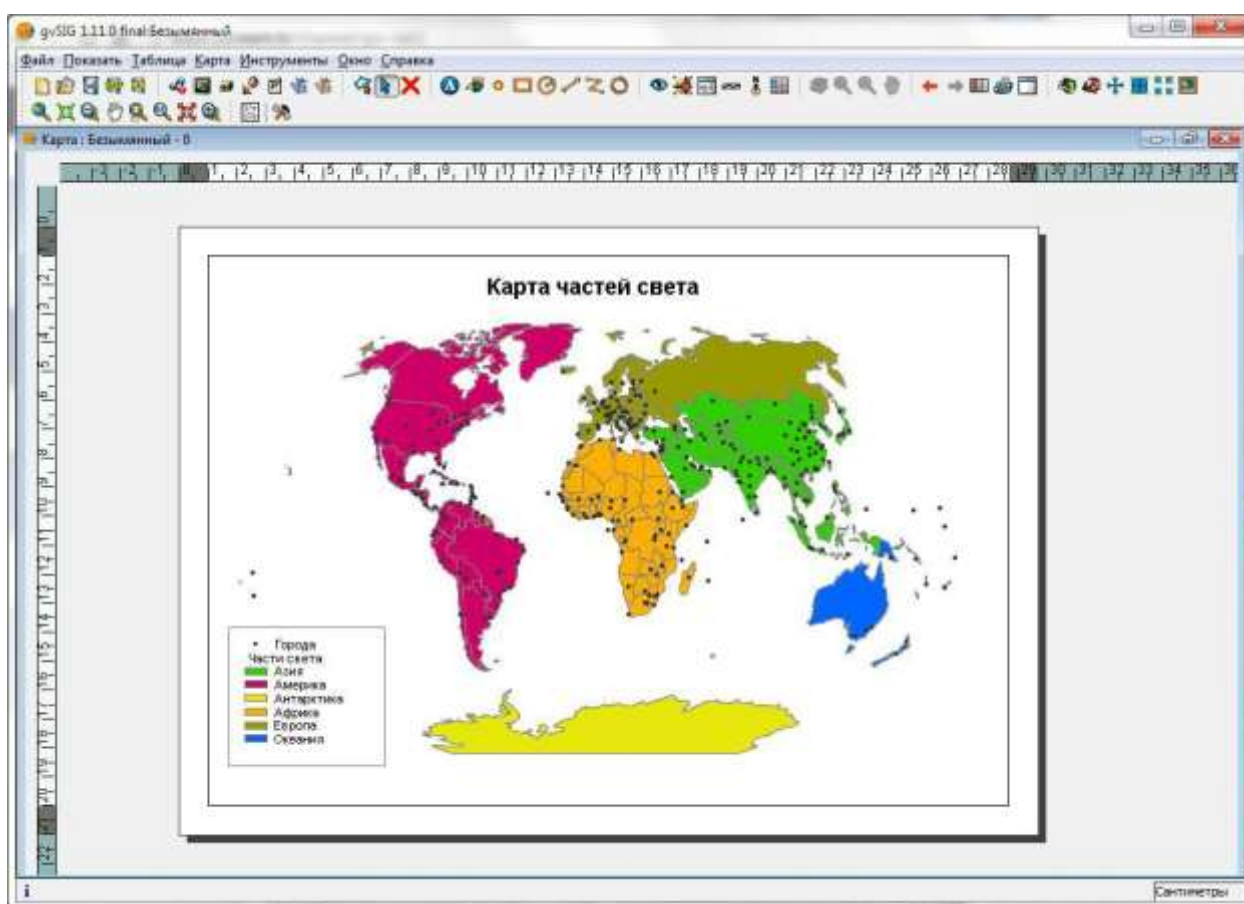 gvSIG 1.11.0 final:Безымянный
Файл Показать Таблица Карта Инструменты Окно Справка
Карта : Безымянный - 0
Карта частей света
Города
Части света
Азия
Америка
Антарктика
Африка
Европа
Океания
Сантиметры